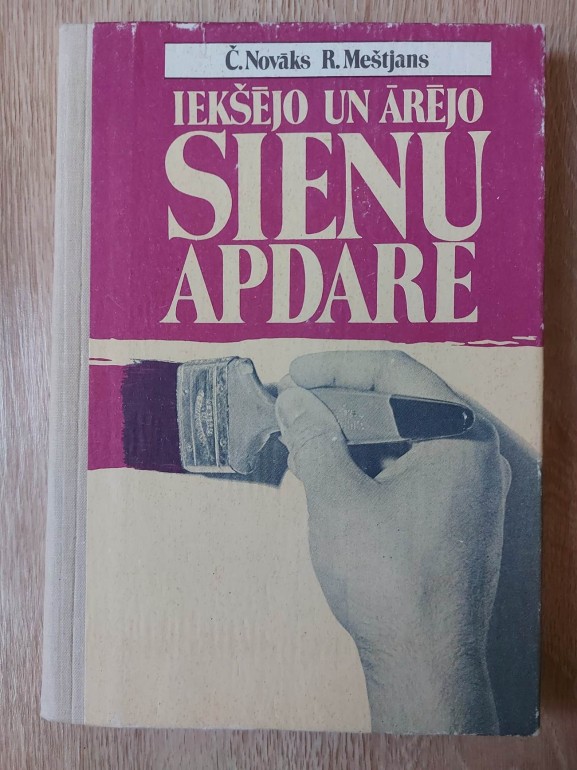 Č. Novāks R. Meštjans
IEKŠĒJO UN ĀRĒJO
SIENU
APDARE